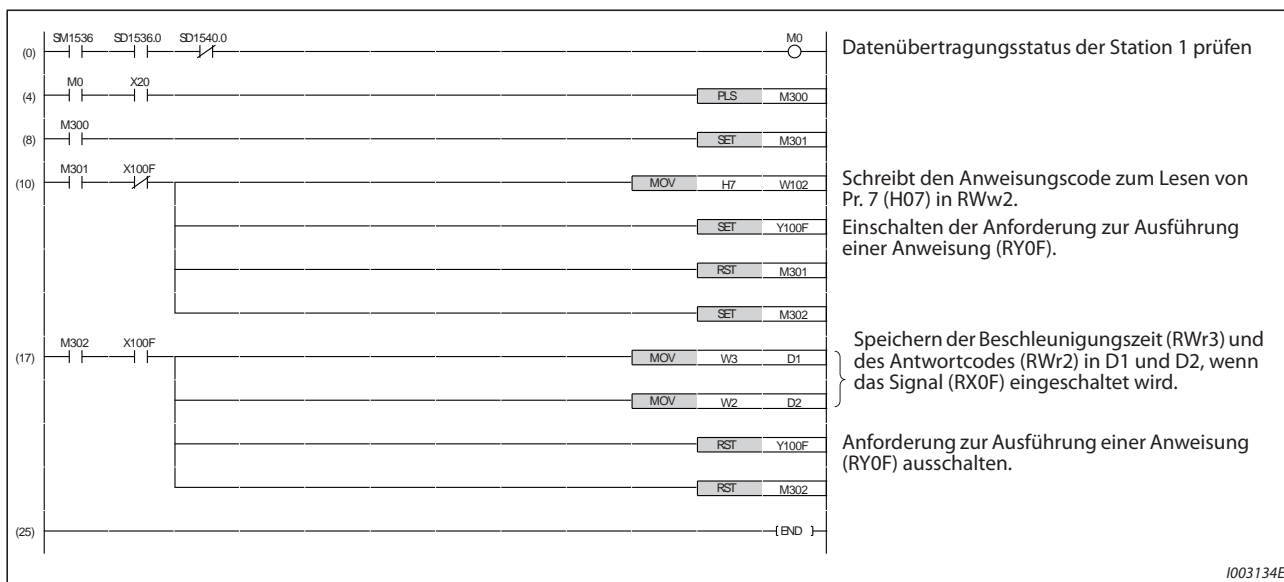 SM1536 SD1536.0 SD1540.0 M0
(0)
Datenübertragungsstatus der Station 1 prüfen
M0 X20
(4) PLS M300
M300
(8) SET M301
M301 X100F
(10) MOV H7 W102
Schreibt den Anweisungscode zum Lesen von
Pr. 7 (H07) in RWw2.
SET Y100F
Einschalten der Anforderung zur Ausführung
einer Anweisung (RY0F).
RST M301
SET M302
M302 X100F
(17) MOV W3 D1
Speichern der Beschleunigungszeit (RWr3) und
des Antwortcodes (RWr2) in D1 und D2, wenn
das Signal (RX0F) eingeschaltet wird.
MOV W2 D2
RST Y100F
Anforderung zur Ausführung einer Anweisung
(RY0F) ausschalten.
RST M302
(25) END
I003134E